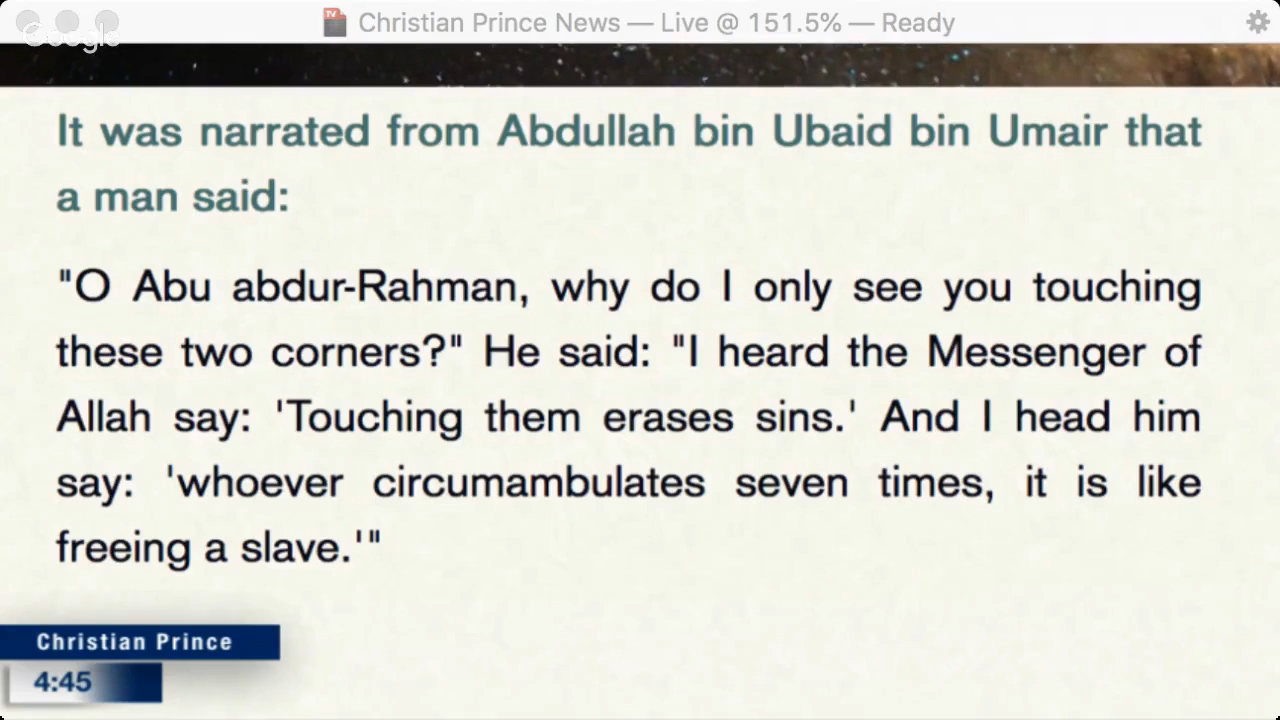 TV
Christian Prince News — Live @ 151.5% — Ready
Google
It was narrated from Abdullah bin Ubaid bin Umair that
a man said:
"O Abu abdur-Rahman, why do I only see you touching
these two corners?" He said: "I heard the Messenger of
Allah say: 'Touching them erases sins.' And I head him
say: 'whoever circumambulates seven times, it is like
freeing a slave.'"
Christian Prince
4:45